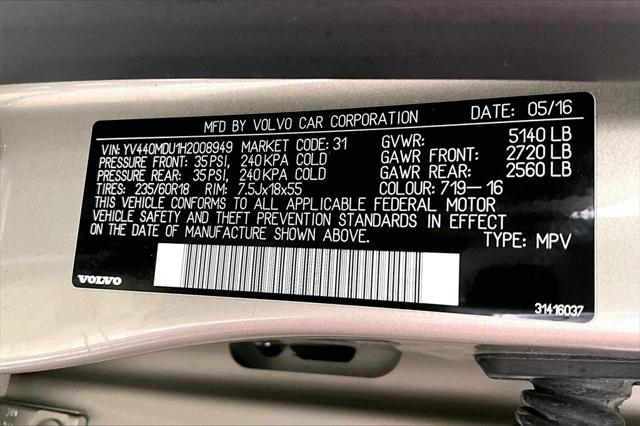 MFD BY VOLVO CAR CORPORATION DATE: 05/16
VIN: YV440MDU1H2008949 MARKET CODE: 31 GVWR: 5140 LB
PRESSURE FRONT: 35PSI, 240KPA COLD GAWR FRONT: 2720 LB
PRESSURE REAR: 35PSI, 240KPA COLD GAWR REAR: 2560 LB
TIRES: 235/60R18 RIM: 7.5Jx18x55 COLOUR: 719-16
THIS VEHICLE CONFORMS TO ALL APPLICABLE FEDERAL MOTOR
VEHICLE SAFETY AND THEFT PREVENTION STANDARDS IN EFFECT
ON THE DATE OF MANUFACTURE SHOWN ABOVE. TYPE: MPV
VOLVO
31416037